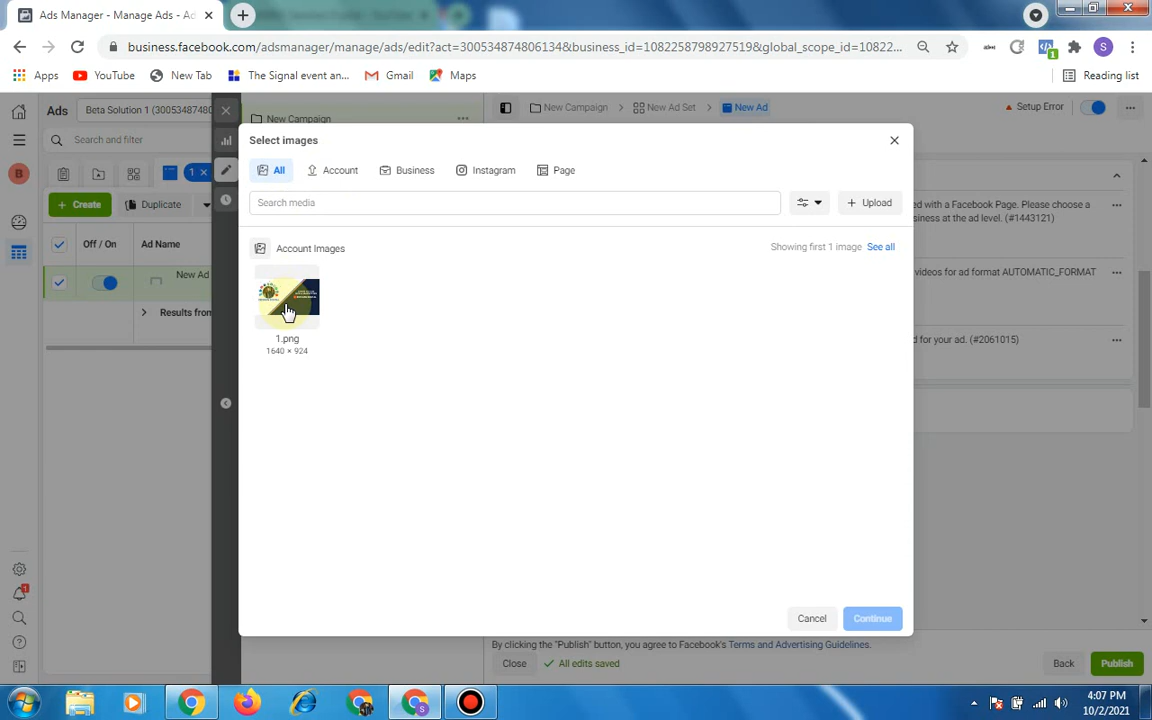 Ads Manager - Manage Ads - Ad
business.facebook.com/adsmanager/manage/ads/edit?act=300534874806134&business_id=1082258798927519&global_scope_id=10822...
Apps
YouTube
New Tab
The Signal event an...
Gmail
Maps
Reading list
Ads
Beta Solution 1 (3005348748
New Campaign
New Campaign
New Ad Set
New Ad
Setup Error
Search and filter
Select images
All
Account
Business
Instagram
Page
Search media
Upload
Create
Duplicate
Off / On
Ad Name
Account Images
Showing first 1 image
See all
New Ad
Results from
1.png
1640 × 924
ed with a Facebook Page. Please choose a
siness at the ad level. (#1443121)
videos for ad format AUTOMATIC_FORMAT
d for your ad. (#2061015)
Cancel
Continue
By clicking the "Publish" button, you agree to Facebook's Terms and Advertising Guidelines.
Close
All edits saved
Back
Publish
4:07 PM
10/2/2021